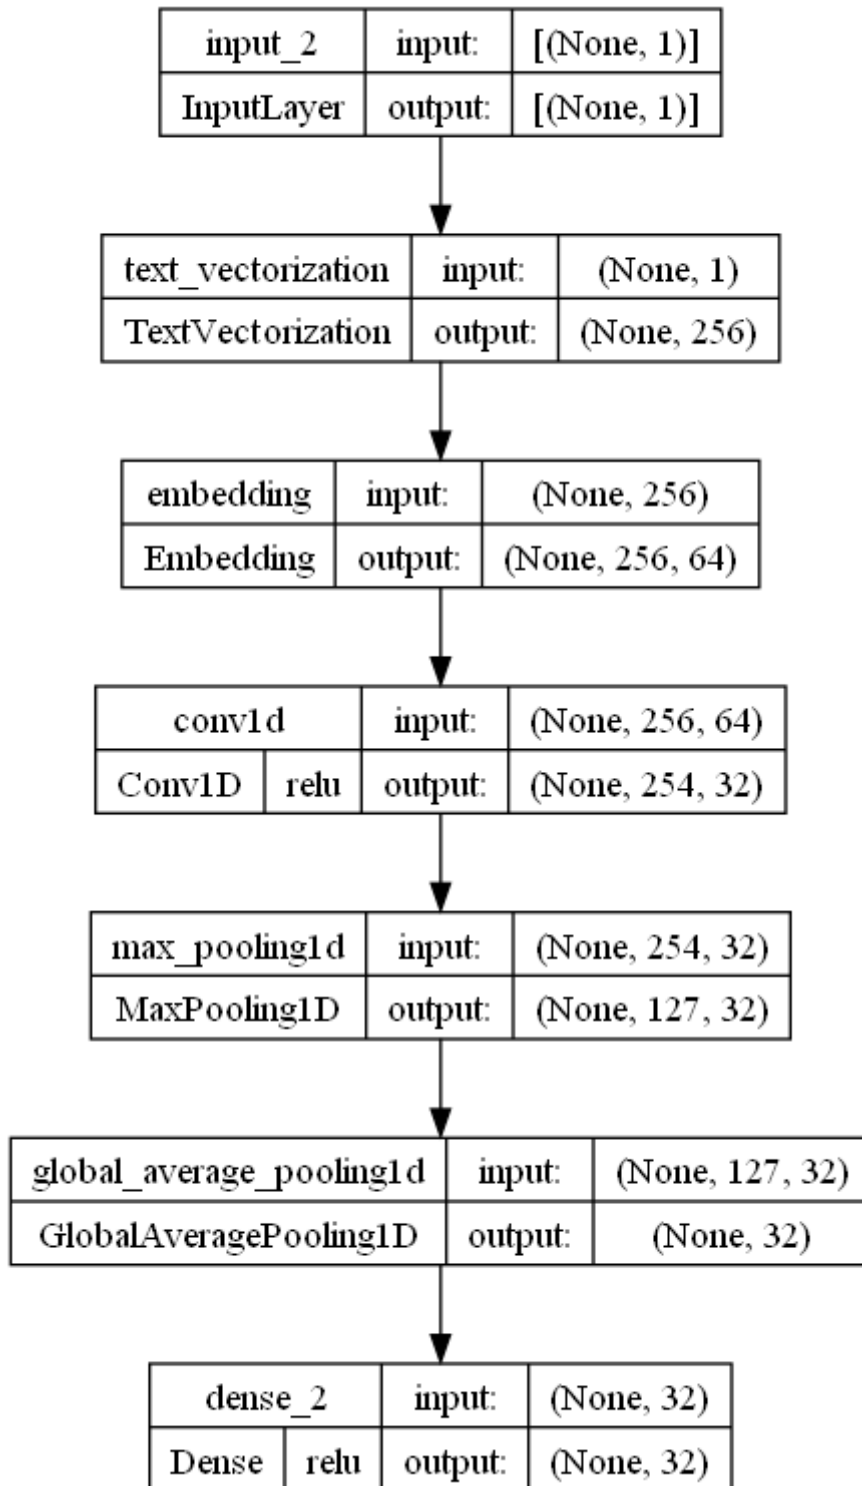 input_2 input: [(None, 1)]
InputLayer output: [(None, 1)]
text_vectorization input: (None, 1)
TextVectorization output: (None, 256)
embedding input: (None, 256)
Embedding output: (None, 256, 64)
conv1d input: (None, 256, 64)
Conv1D relu output: (None, 254, 32)
max_pooling1d input: (None, 254, 32)
MaxPooling1D output: (None, 127, 32)
global_average_pooling1d input: (None, 127, 32)
GlobalAveragePooling1D output: (None, 32)
dense_2 input: (None, 32)
Dense relu output: (None, 32)